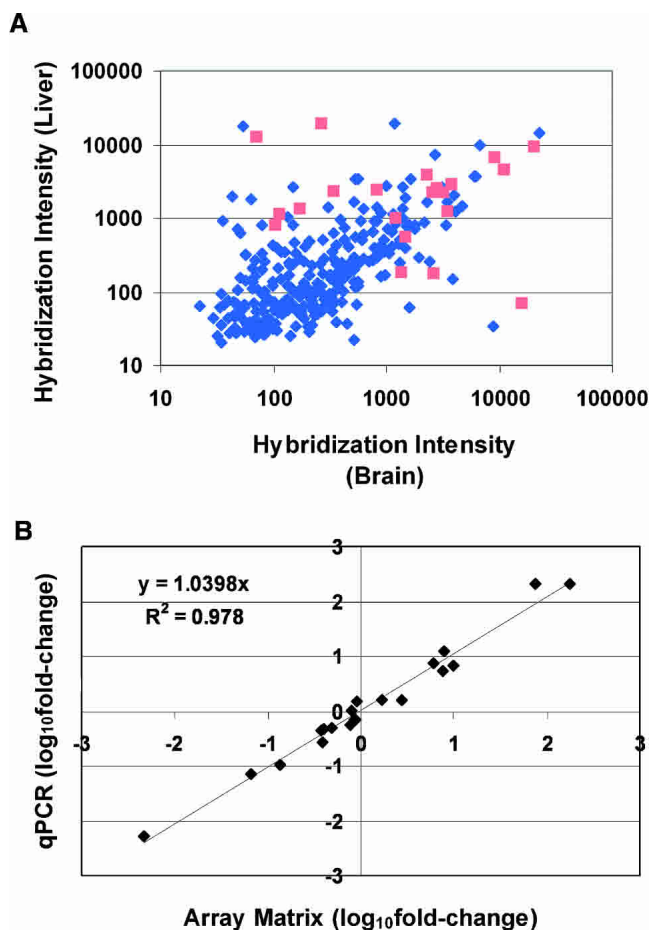 A
Hybridization Intensity (Liver)
100000
10000
1000
100
10
10 100 1000 10000 100000
Hybridization Intensity
(Brain)
B
qPCR (log₁₀fold-change)
y = 1.0398x
R² = 0.978
3
2
1
0
-1
-2
-3
-3 -2 -1 0 1 2 3
Array Matrix (log₁₀fold-change)